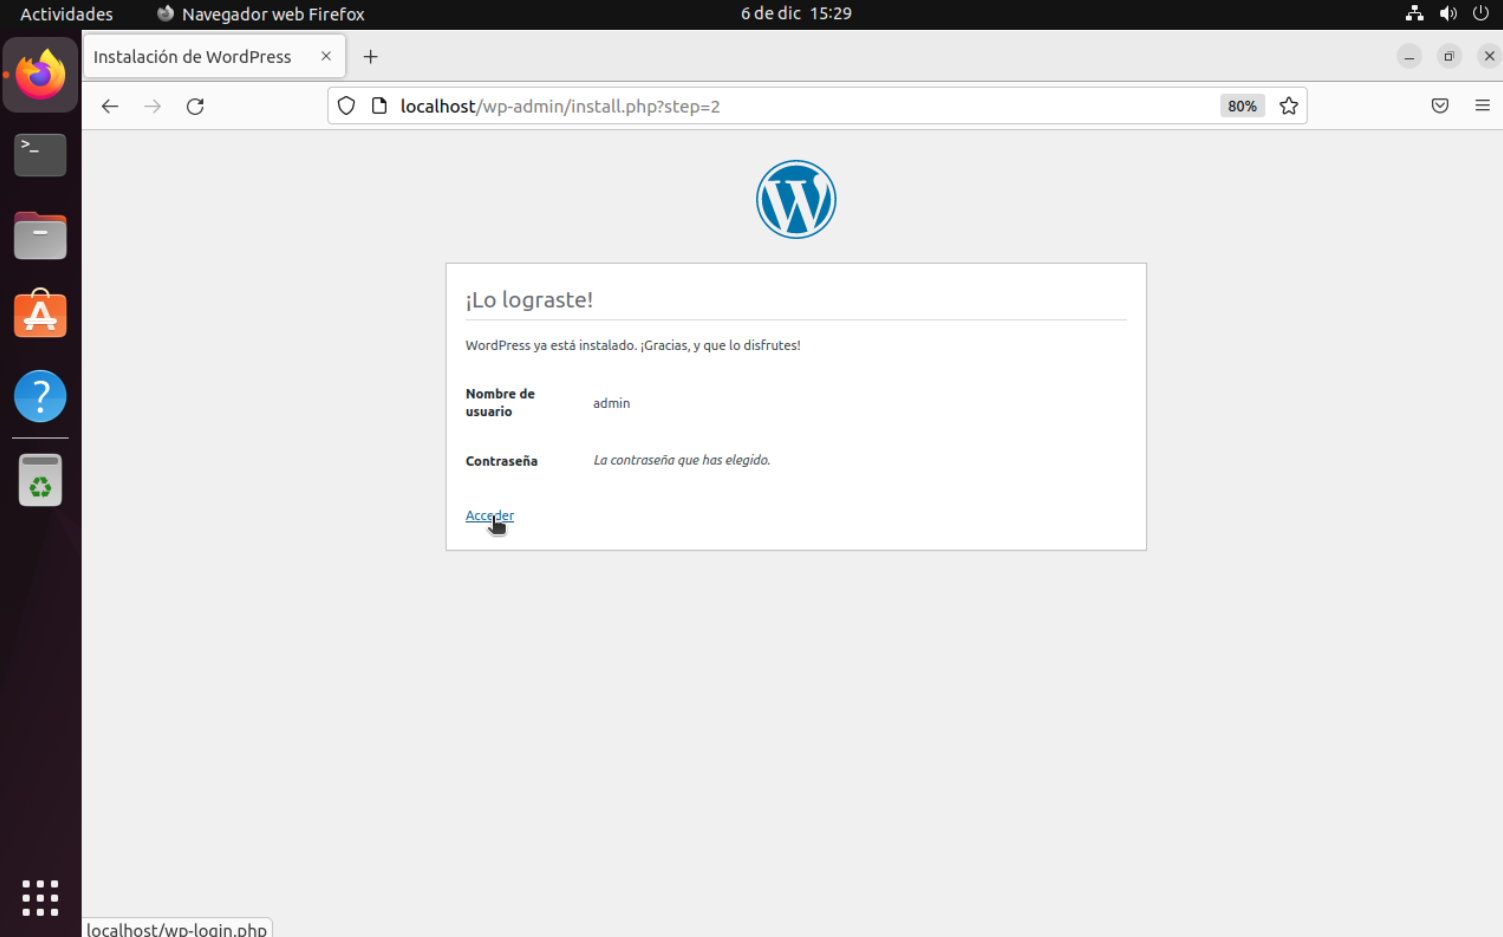 Actividades
Navegador web Firefox
6 de dic 15:29
Instalación de WordPress
localhost/wp-admin/install.php?step=2
80%
>_
¡Lo lograste!
WordPress ya está instalado. ¡Gracias, y que lo disfrutes!
Nombre de
usuario
admin
Contraseña
La contraseña que has elegido.
Acceder
localhost/wp-login.php